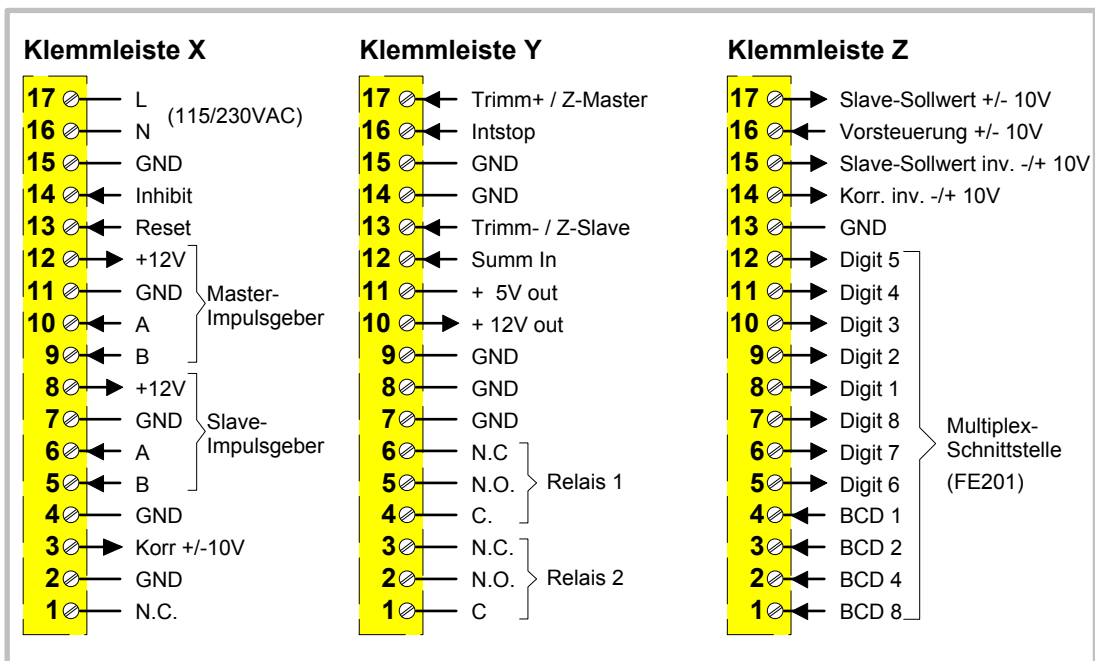 Klemmleiste X
17 L
(115/230VAC)
16 N
15 GND
14 Inhibit
13 Reset
12 +12V
11 GND
10 A
9 B
Master-
Impulsgeber
8 +12V
7 GND
6 A
5 B
Slave-
Impulsgeber
4 GND
3 Korr +/-10V
2 GND
1 N.C.
Klemmleiste Y
17 Trimm+ / Z-Master
16 Intstop
15 GND
14 GND
13 Trimm- / Z-Slave
12 Summ In
11 + 5V out
10 + 12V out
9 GND
8 GND
7 GND
6 N.C
5 N.O.
4 C.
Relais 1
3 N.C.
2 N.O.
1 C
Relais 2
Klemmleiste Z
17 Slave-Sollwert +/- 10V
16 Vorsteuerung +/- 10V
15 Slave-Sollwert inv. -/+ 10V
14 Korr. inv. -/+ 10V
13 GND
12 Digit 5
11 Digit 4
10 Digit 3
9 Digit 2
8 Digit 1
7 Digit 8
6 Digit 7
5 Digit 6
4 BCD 1
3 BCD 2
2 BCD 4
1 BCD 8
Multiplex-
Schnittstelle
(FE201)